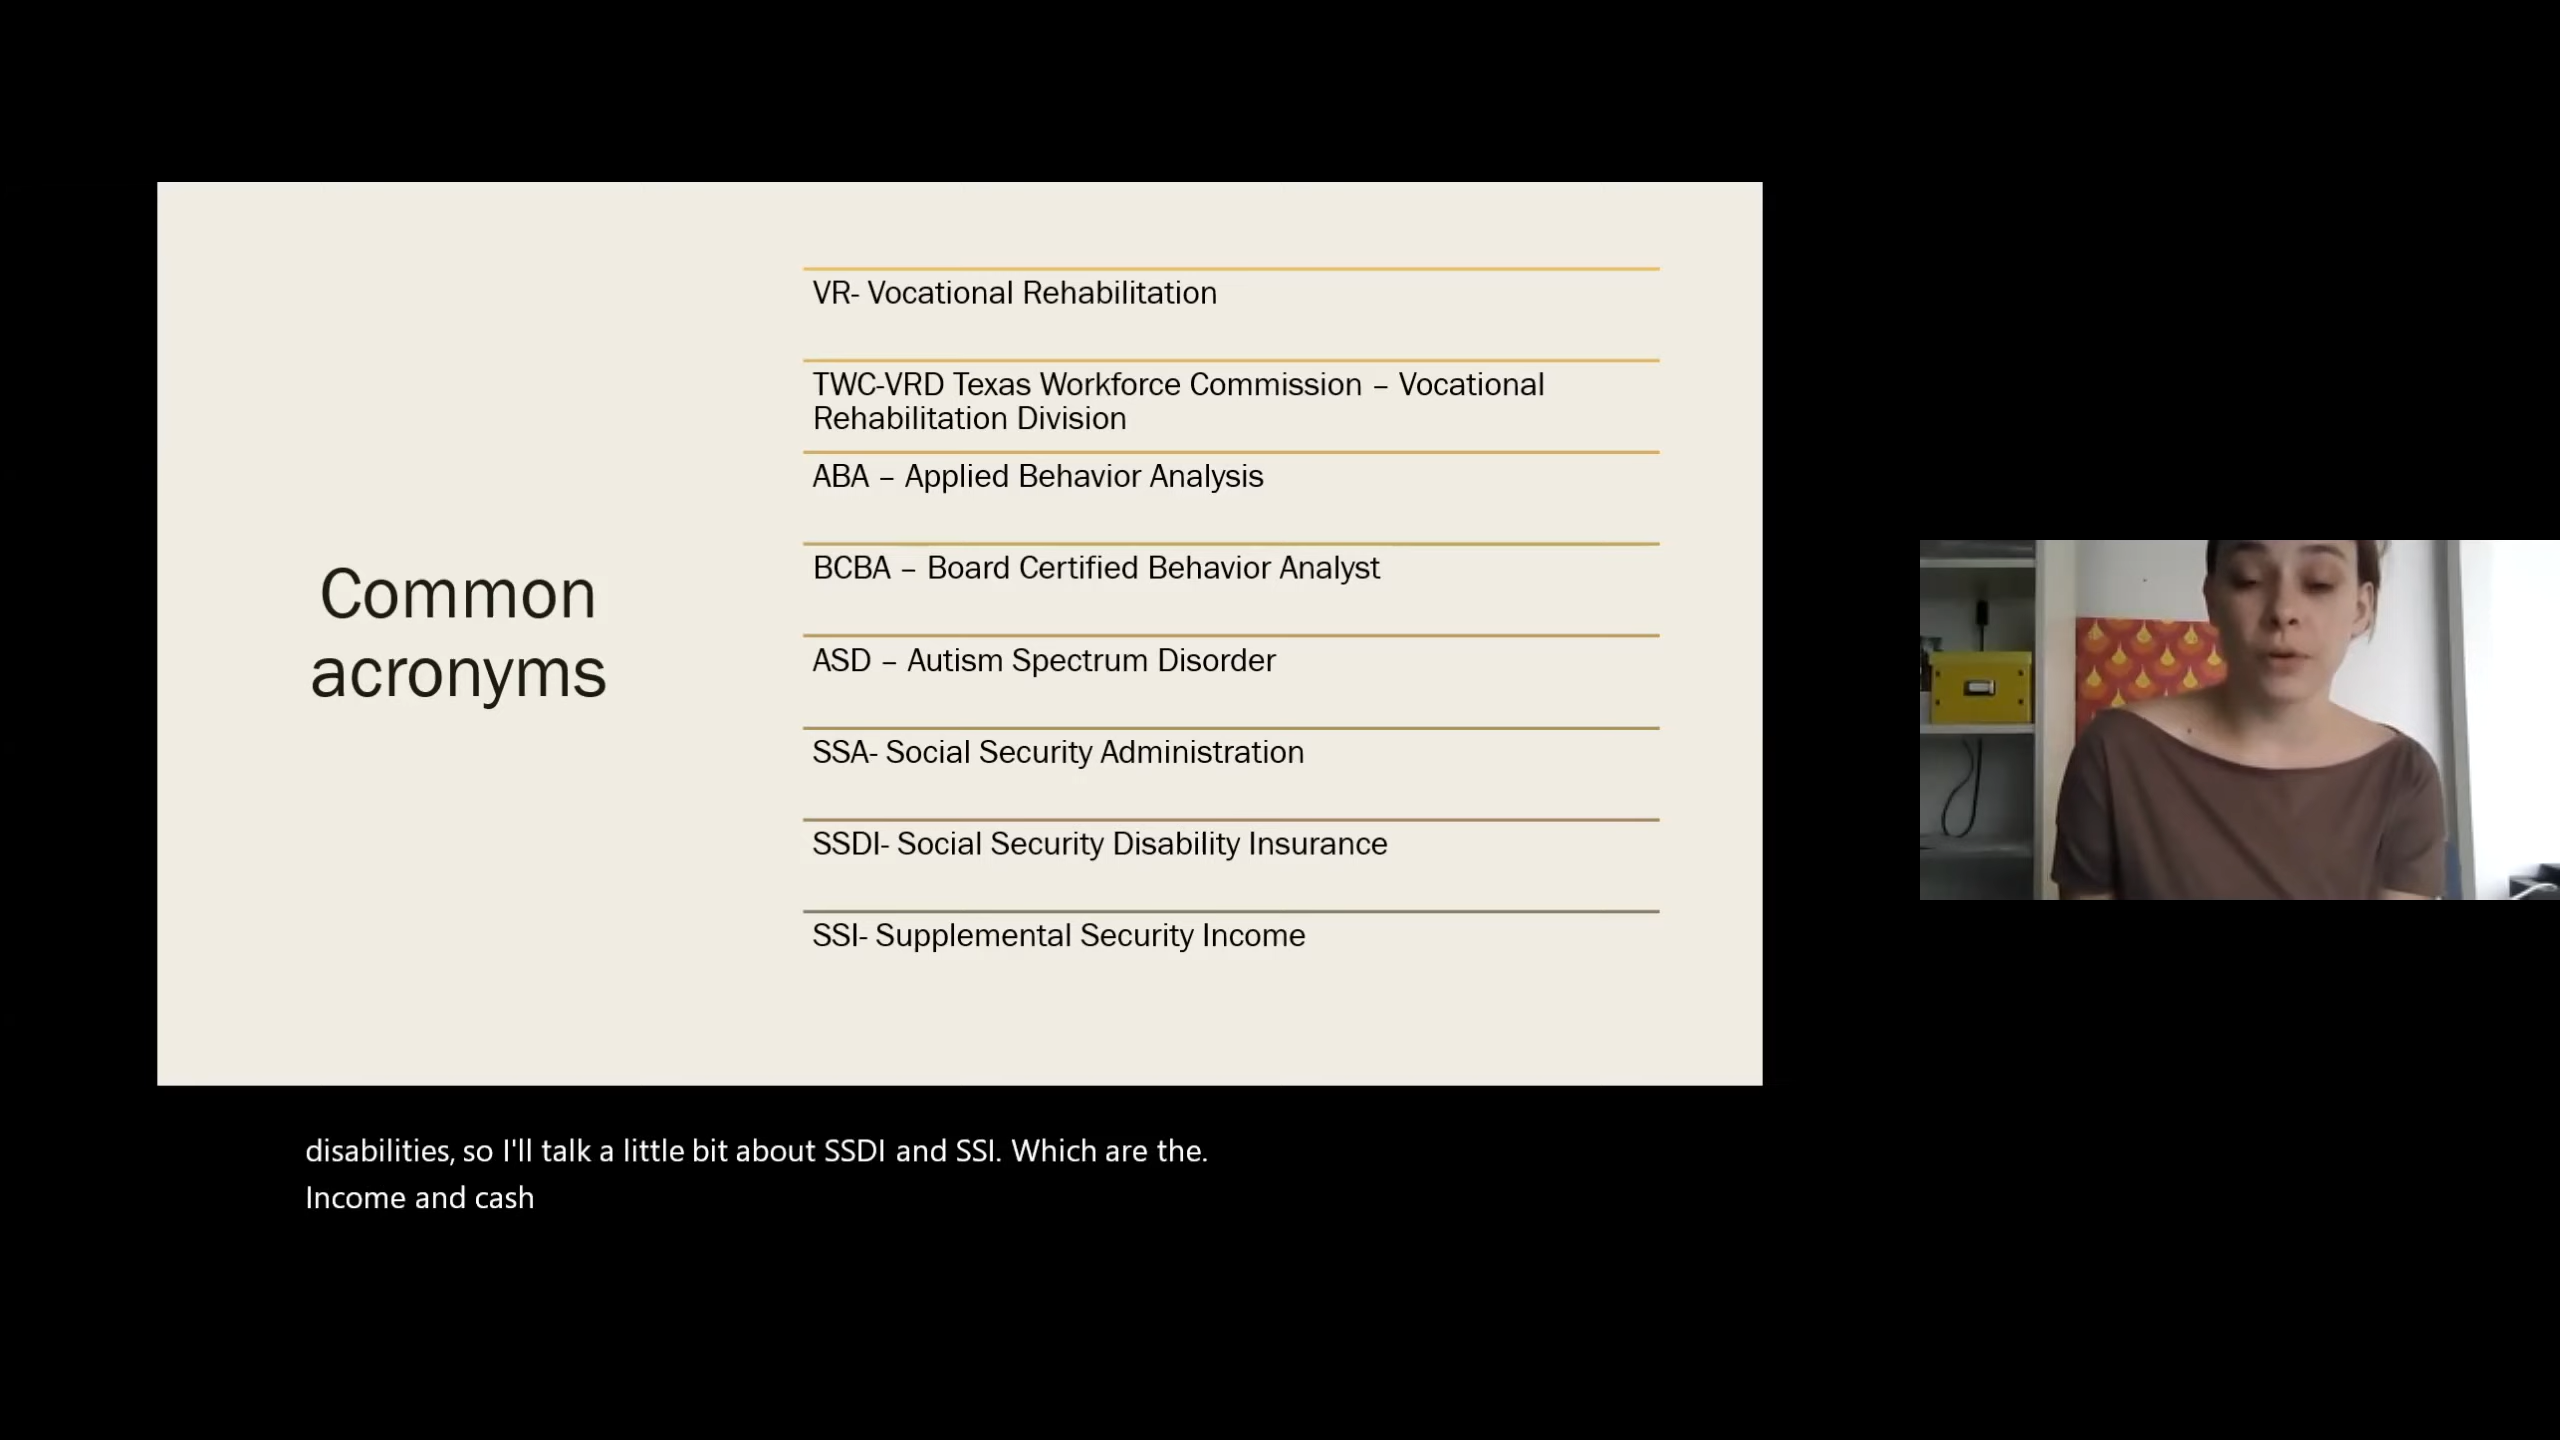 Common
acronyms
VR- Vocational Rehabilitation
TWC-VRD Texas Workforce Commission – Vocational
Rehabilitation Division
ABA – Applied Behavior Analysis
BCBA – Board Certified Behavior Analyst
ASD – Autism Spectrum Disorder
SSA- Social Security Administration
SSDI- Social Security Disability Insurance
SSI- Supplemental Security Income
disabilities, so I'll talk a little bit about SSDI and SSI. Which are the.
Income and cash